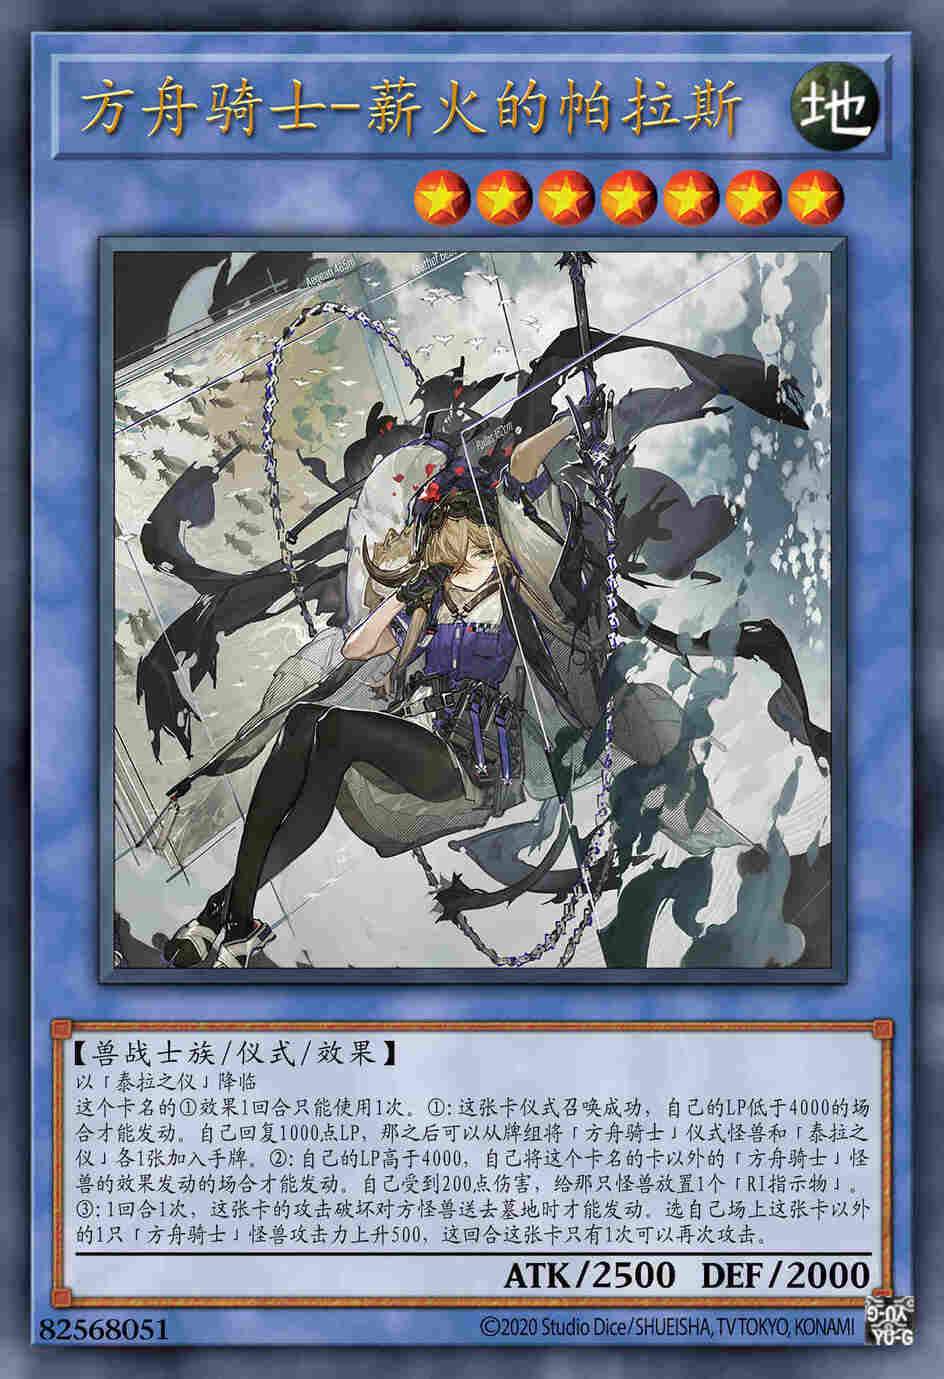 方舟骑士-薪火的帕拉斯
地
Aegean 465m
Pallas 162cm
【兽战士族/仪式/效果】
以「泰拉之仪」降临
这个卡名的①效果1回合只能使用1次。①:这张卡仪式召唤成功，自己的LP低于4000的场
合才能发动。自己回复1000点LP，那之后可以从牌组将「方舟骑士」仪式怪兽和「泰拉之
仪」各1张加入手牌。②:自己的LP高于4000，自己将这个卡名的卡以外的「方舟骑士」怪
兽的效果发动的场合才能发动。自己受到200点伤害，给那只怪兽放置1个「RI指示物」。
③:1回合1次，这张卡的攻击破坏对方怪兽送去墓地时才能发动。选自己场上这张卡以外
的1只「方舟骑士」怪兽攻击力上升500，这回合这张卡只有1次可以再次攻击。
ATK/2500 DEF/2000
82568051
©2020 Studio Dice/SHUEISHA, TV TOKYO, KONAMI
YU-G